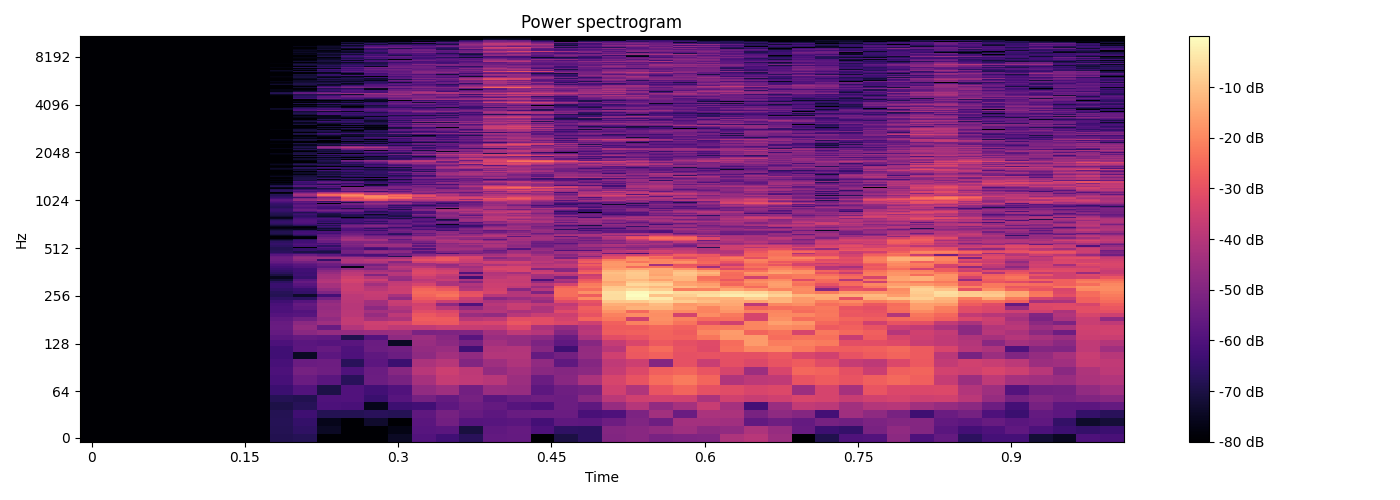 Power spectrogram
8192
4096
2048
1024
512
256
128
64
0
Hz
0 0.15 0.3 0.45 0.6 0.75 0.9
Time
-10 dB
-20 dB
-30 dB
-40 dB
-50 dB
-60 dB
-70 dB
-80 dB